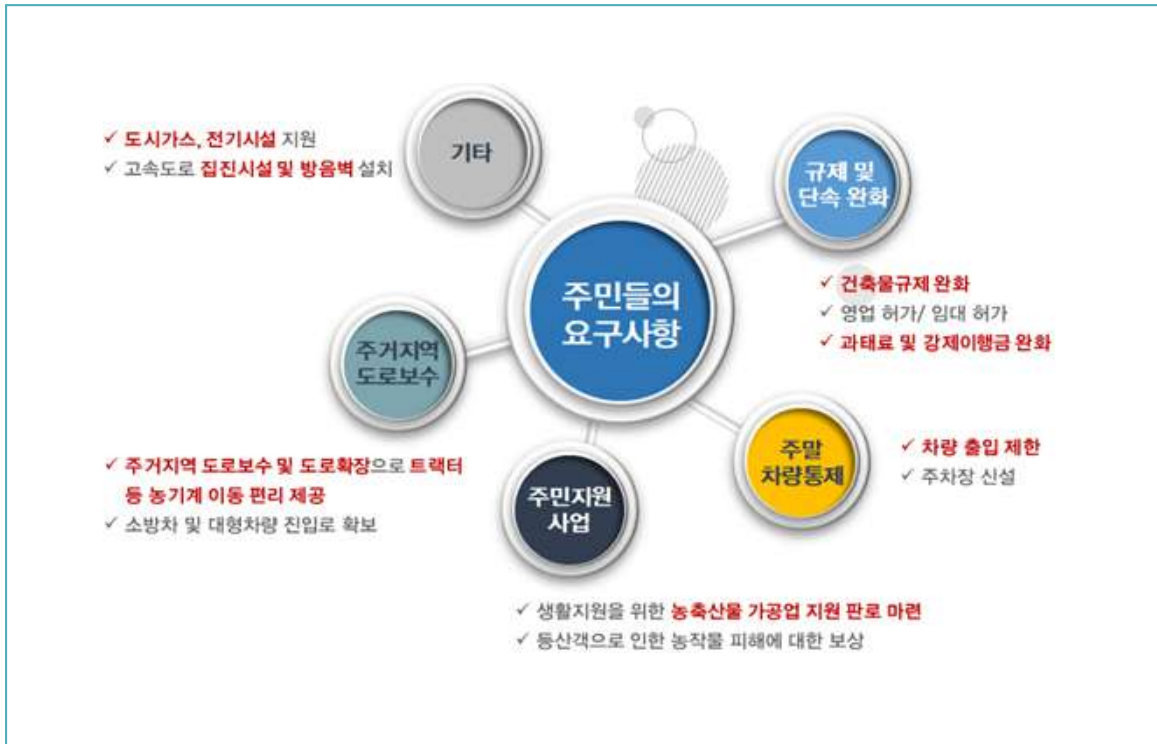 기타
✓ 도시가스, 전기시설 지원
✓ 고속도로 집진시설 및 방음벽 설치
규제 및
단속 완화
✓ 건축물규제 완화
✓ 영업 허가/ 임대 허가
✓ 과태료 및 강제이행금 완화
주민들의
요구사항
주거지역
도로보수
✓ 주거지역 도로보수 및 도로확장으로 트랙터
등 농기계 이동 편리 제공
✓ 소방차 및 대형차량 진입로 확보
주말
차량통제
✓ 차량 출입 제한
✓ 주차장 신설
주민지원
사업
✓ 생활지원을 위한 농축산물 가공업 지원 판로 마련
✓ 등산객으로 인한 농작물 피해에 대한 보상